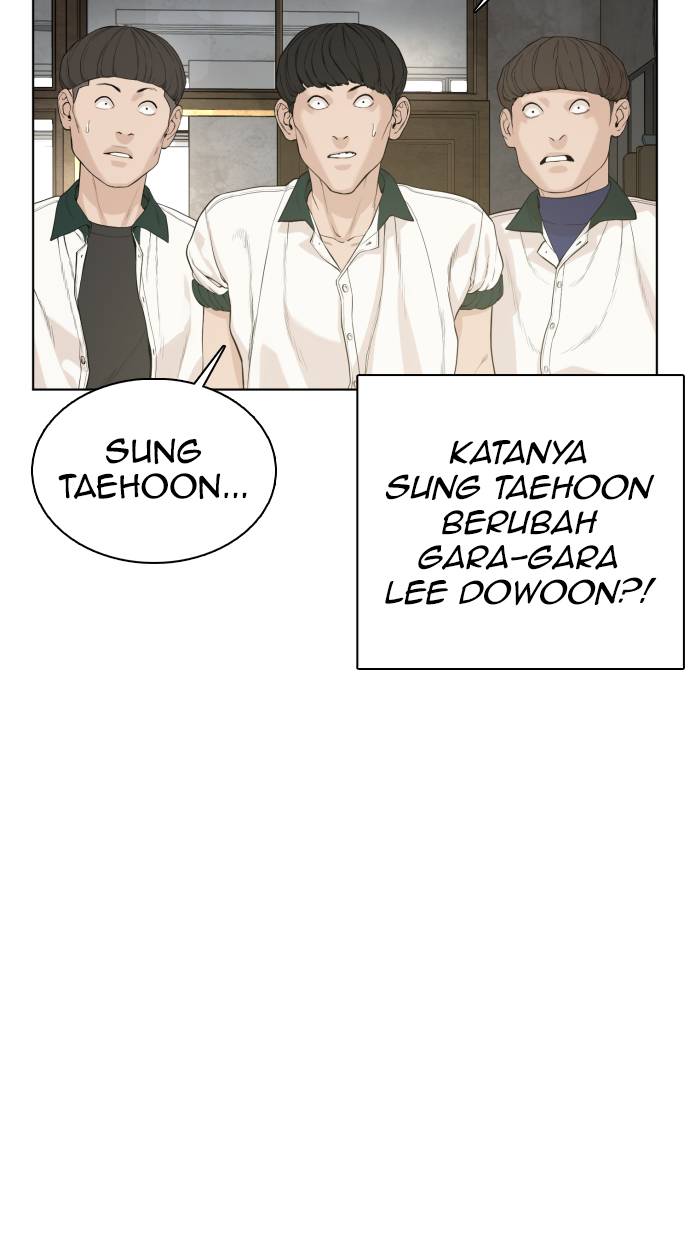 SUNG
TAEHOON...
KATANYA
SUNG TAEHOON
BERUBAH
GARA-GARA
LEE DOWOON?!